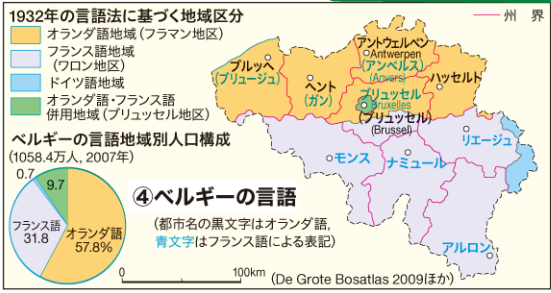 1932年の言語法に基づく地域区分
オランダ語地域(フラマン地区)
フランス語地域
(ワロン地区)
ドイツ語地域
オランダ語・フランス語
併用地域(ブリュッセル地区)
ベルギーの言語地域別人口構成
(1058.4万人, 2007年)
0.7
9.7
フランス語
31.8
オランダ語
57.8%
④ベルギーの言語
(都市名の黒文字はオランダ語,
青文字はフランス語による表記)
0
100km
(De Grote Bosatlas 2009ほか)
州界
アントウェルペン
Antwerpen
(アンベルス)
(Anvers)
ブルッヘ
(ブリュージュ)
ヘント
(ガン)
ハッセルト
ブリュッセル
Bruxelles
(ブリュッセル)
(Brussel)
リエージュ
モンス
ナミュール
アルロン